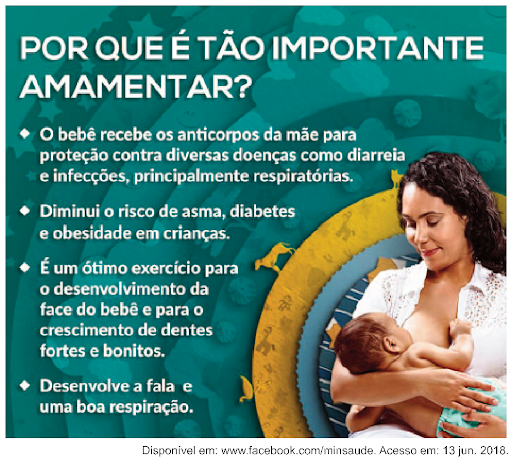 POR QUE É TÃO IMPORTANTE
AMAMENTAR?
O bebê recebe os anticorpos da mãe para
proteção contra diversas doenças como diarreia
e infecções, principalmente respiratórias.
Diminui o risco de asma, diabetes
e obesidade em crianças.
É um ótimo exercício para
o desenvolvimento da
face do bebê e para o
crescimento de dentes
fortes e bonitos.
Desenvolve a fala e
uma boa respiração.
Disponível em: www.facebook.com/minsaude. Acesso em: 13 jun. 2018.